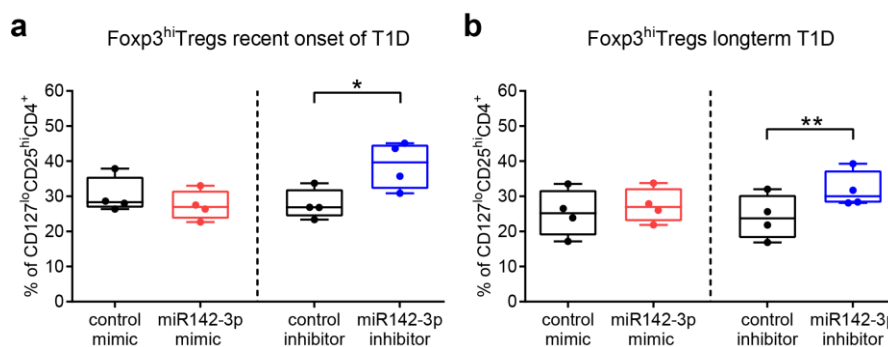 a
Foxp3ʰⁱTregs recent onset of T1D
% of CD127ˡᵒCD25ʰⁱCD4⁺
60
50
40
30
20
10
0
*
control
mimic
miR142-3p
mimic
control
inhibitor
miR142-3p
inhibitor
b
Foxp3ʰⁱTregs longterm T1D
% of CD127ˡᵒCD25ʰⁱCD4⁺
60
50
40
30
20
10
0
**
control
mimic
miR142-3p
mimic
control
inhibitor
miR142-3p
inhibitor